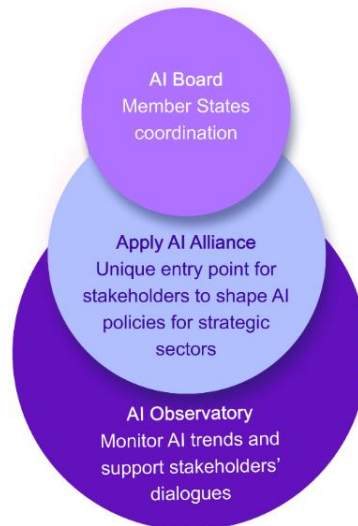 AI Board
Member States
coordination
Apply AI Alliance
Unique entry point for
stakeholders to shape AI
policies for strategic
sectors
AI Observatory
Monitor AI trends and
support stakeholders’
dialogues